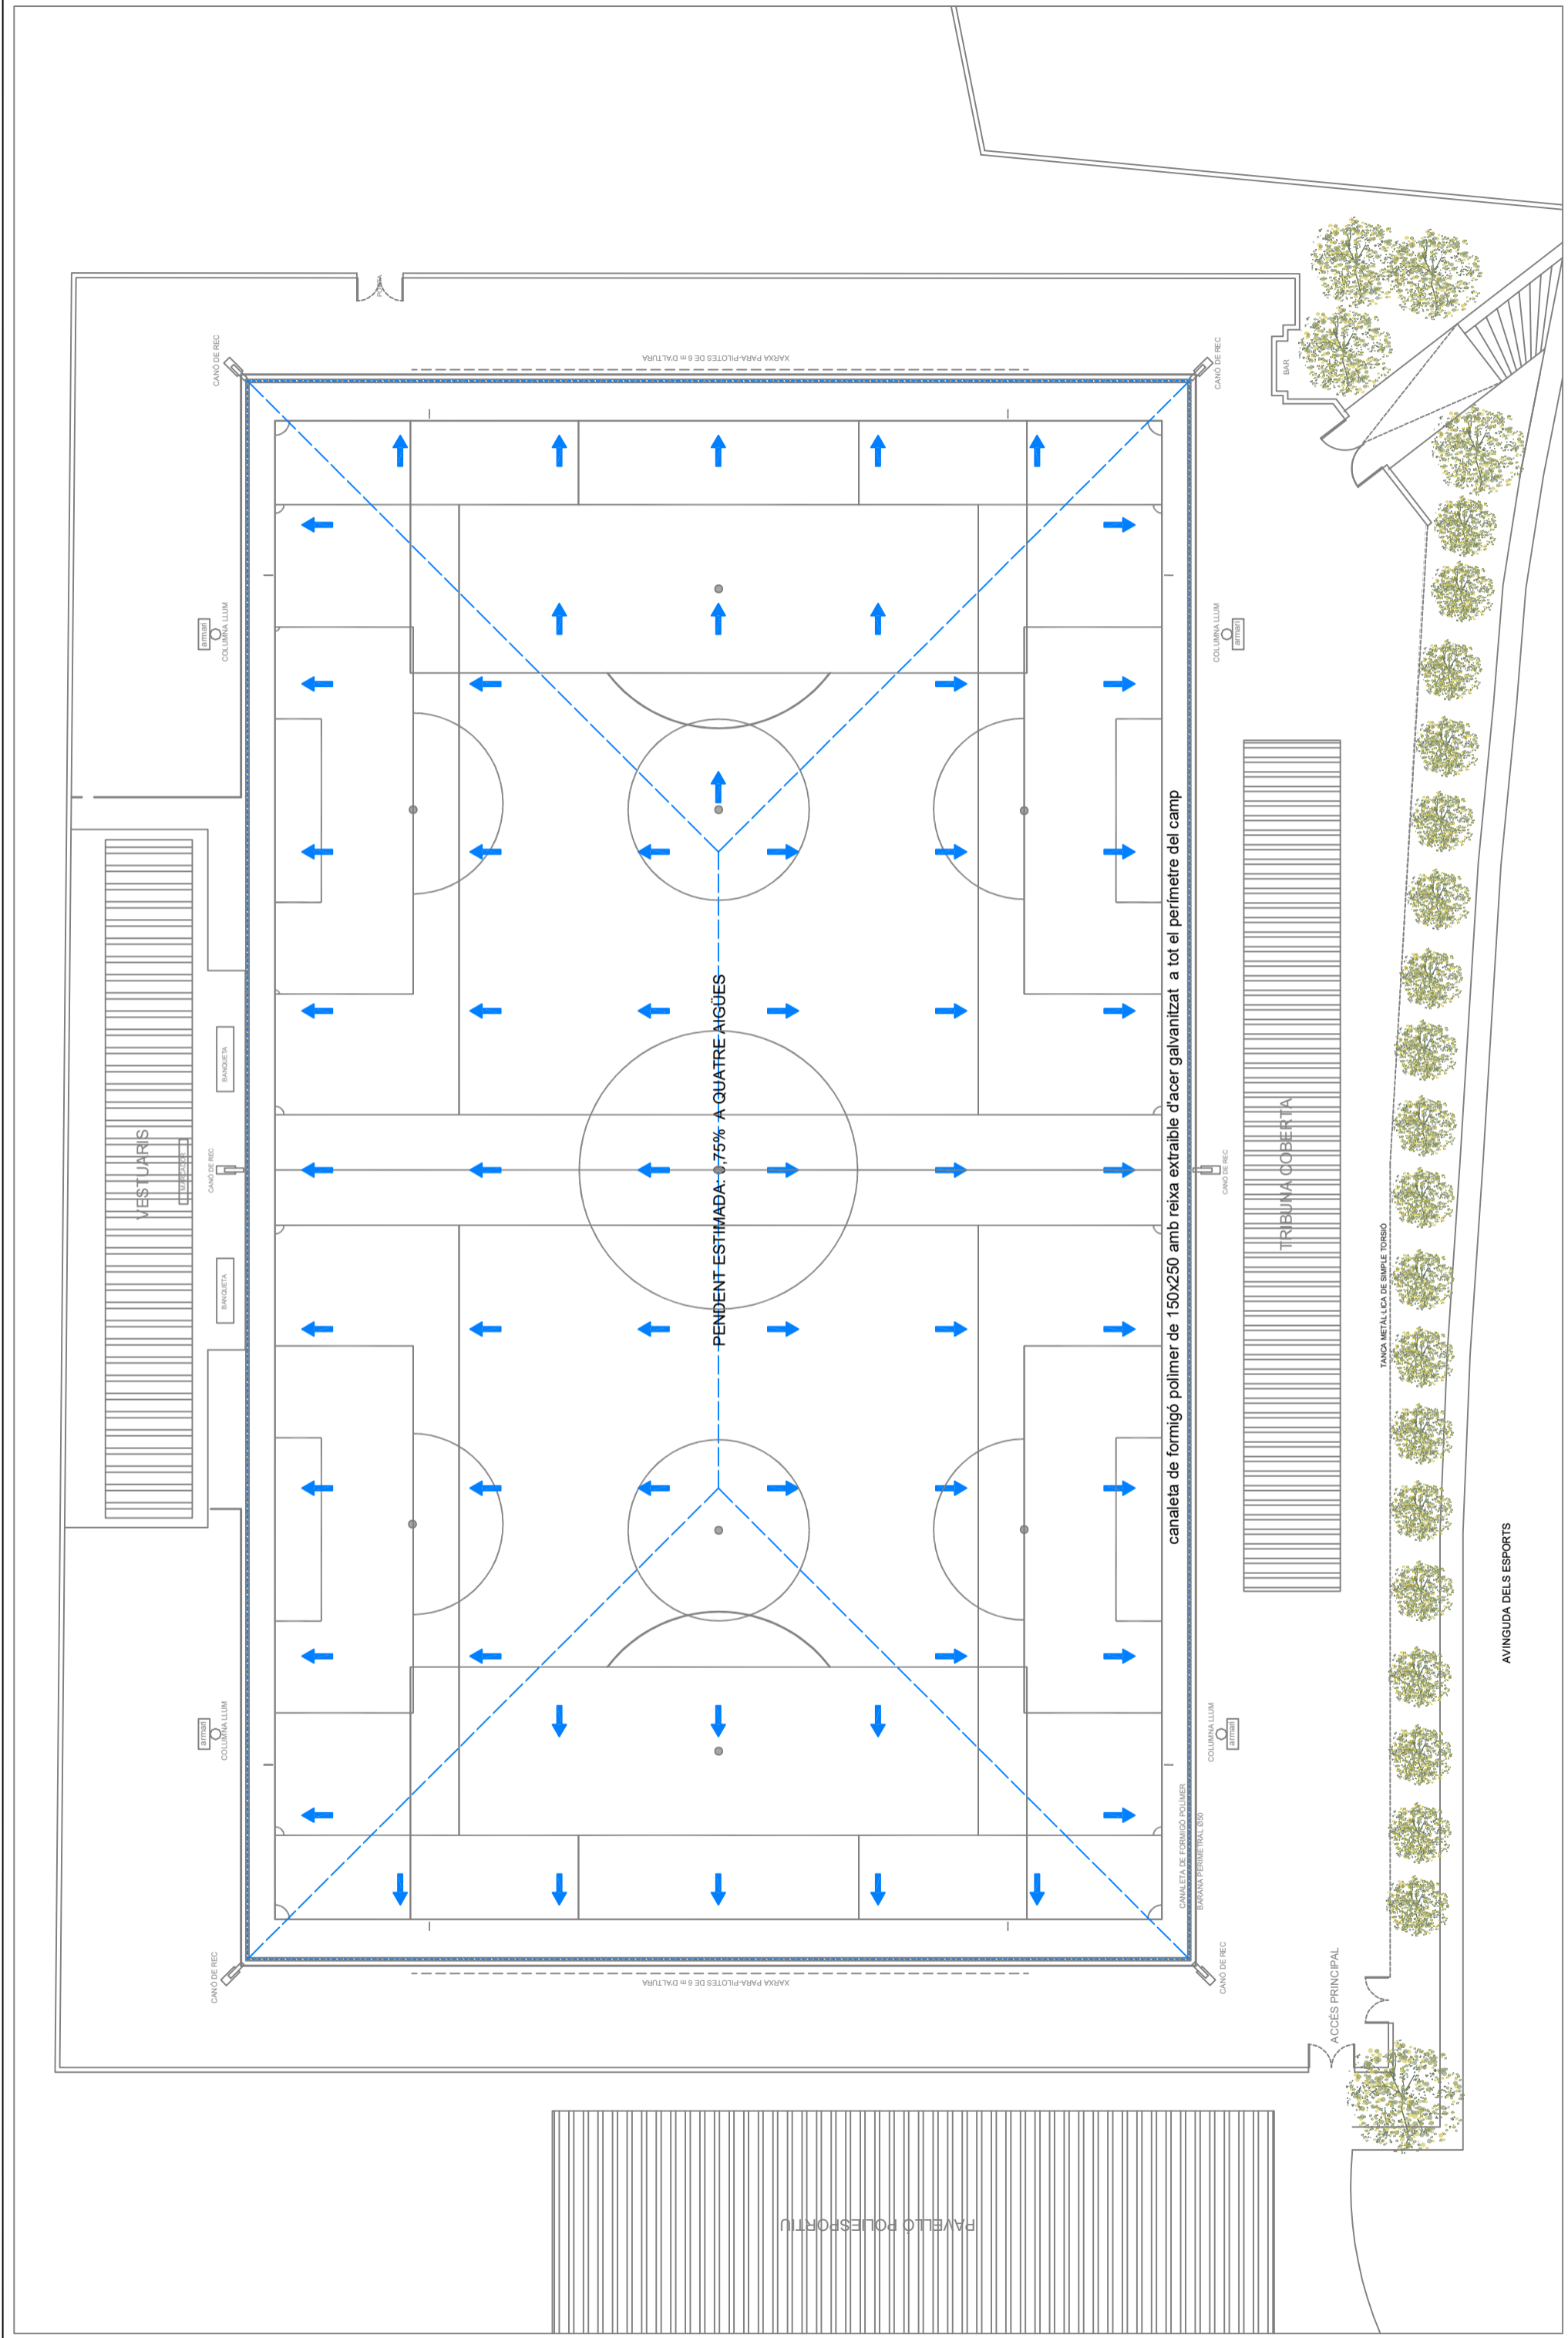 PORTA
CANÓ DE REC
XARXA PARA-PILOTES DE 6 m D'ALTURA
CANÓ DE REC
BAR
armari
COLUMNA LLUM
COLUMNA LLUM
armari
VESTUARIS
MARCADOR
BANQUETA
CANÓ DE REC
BANQUETA
PENDENT ESTIMADA: 0,75% A QUATRE AIGÜES
canaleta de formigó polímer de 150x250 amb reixa extraible d'acer galvanitzat a tot el perímetre del camp
CANÓ DE REC
TRIBUNA COBERTA
TANCA METÀL·LICA DE SIMPLE TORSIÓ
AVINGUDA DELS ESPORTS
armari
COLUMNA LLUM
COLUMNA LLUM
armari
CANALETA DE FORMIGÓ POLÍMER
BARANA PERIMETRAL Ø50
CANÓ DE REC
XARXA PARA-PILOTES DE 6 m D'ALTURA
CANÓ DE REC
ACCÉS PRINCIPAL
PAVELLÓ POLIESPORTIU